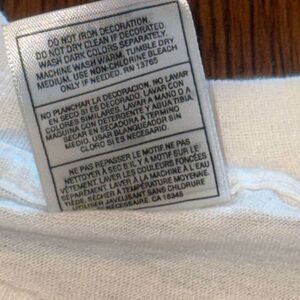 DO NOT IRON DECORATION.
DO NOT DRY CLEAN IF DECORATED.
WASH DARK COLORS SEPARATELY.
MACHINE WASH WARM. TUMBLE DRY
MEDIUM. USE NON-CHLORINE BLEACH
ONLY IF NEEDED. RN 13765
NO PLANCHAR LA DECORACION. NO LAVAR
EN SECO SI ES DECORADO. LAVAR CON
COLORES SIMILARES. LAVAR A MANO O A
MAQUINA CON DETERGENTE Y AGUA TIBIA.
SECAR EN SECADORA A TERMINO
MEDIO. USAR BLANQUEADOR SIN
CLORO SI ES NECESARIO.
NE PAS REPASSER LE MOTIF. NE PAS
NETTOYER À SEC S'IL Y A MOTIF SUR LE
VÊTEMENT. LAVER LES COULEURS FONCÉES
SÉPARÉMENT. LAVER À LA MACHINE À L'EAU
TIÈDE, SÉCHER À TEMPÉRATURE MOYENNE.
UTILISER JAVELISANT SANS CHLORURE
SI NÉCESSAIRE. CA 16345